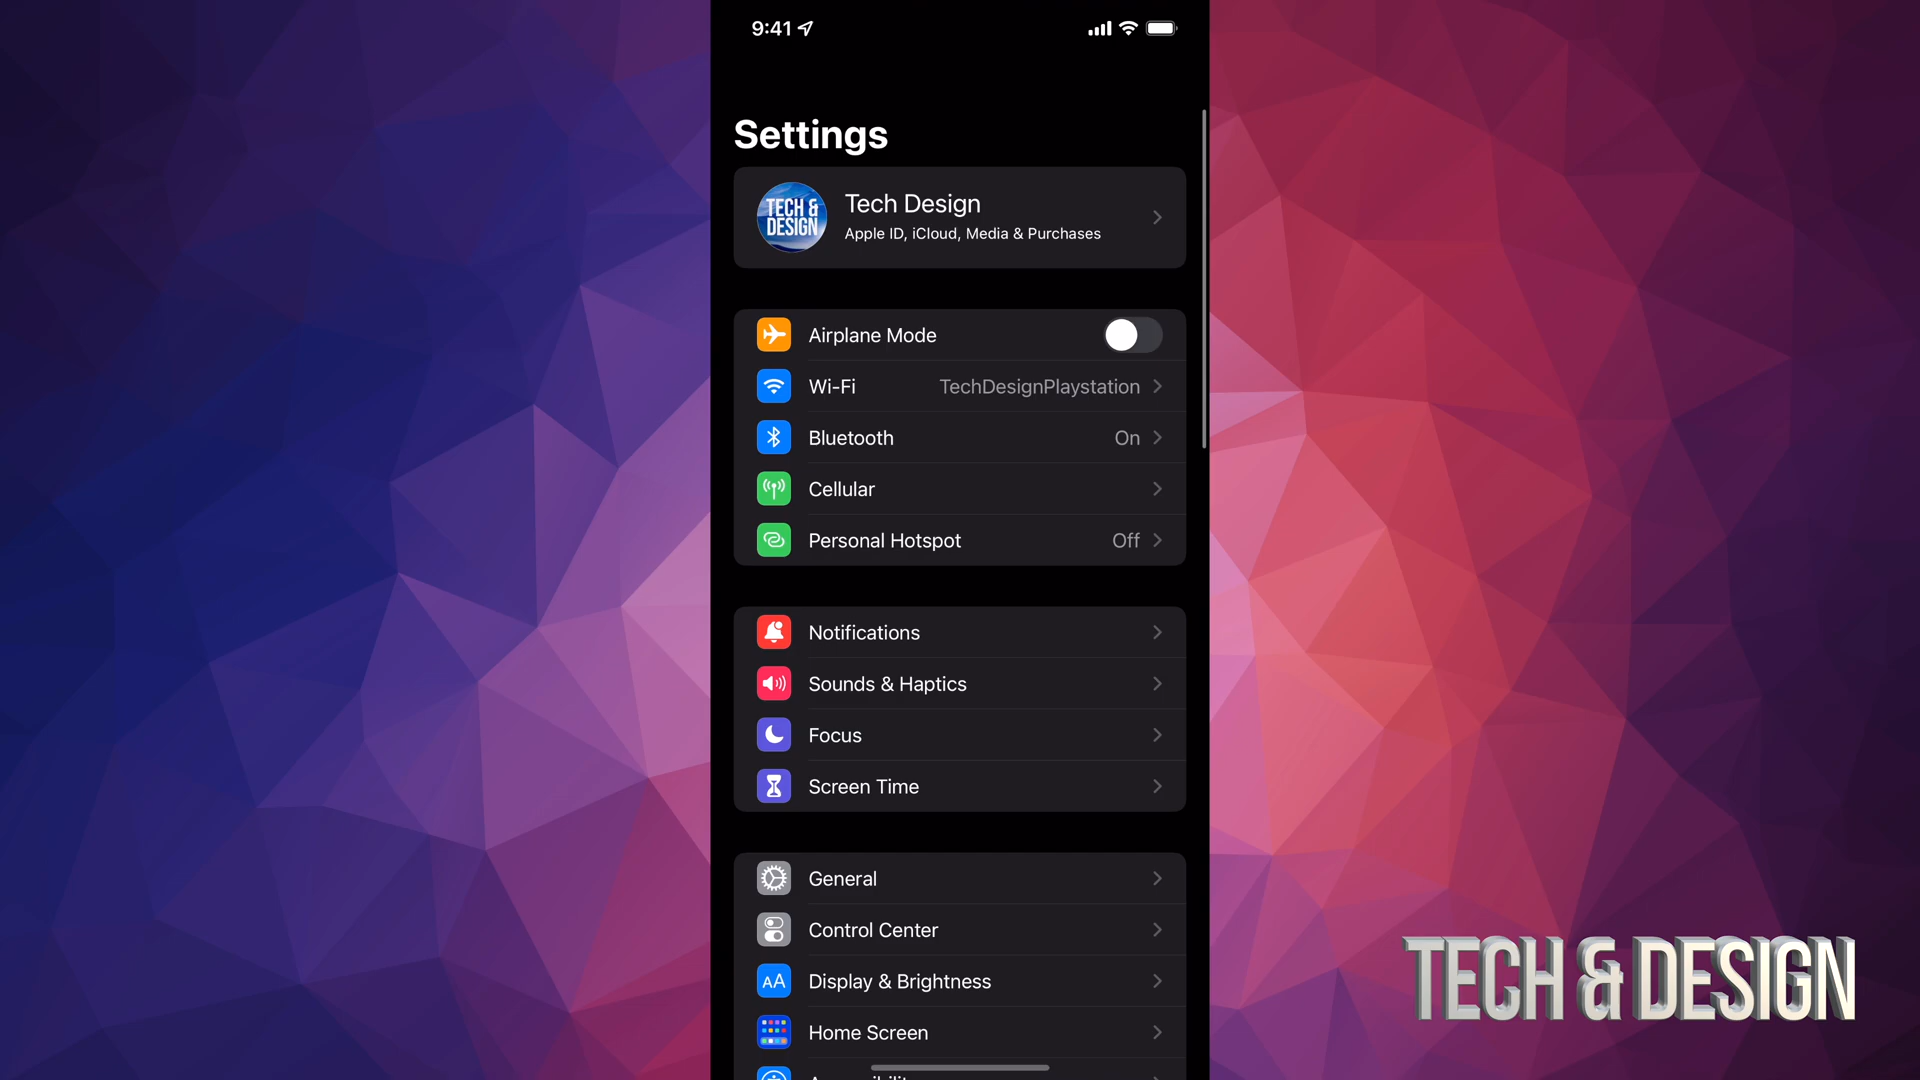 9:41
Settings
TECH &
DESIGN
Tech Design
Apple ID, iCloud, Media & Purchases
Airplane Mode
Wi-Fi TechDesignPlaystation
Bluetooth On
Cellular
Personal Hotspot Off
Notifications
Sounds & Haptics
Focus
Screen Time
General
Control Center
AA Display & Brightness
Home Screen
TECH & DESIGN